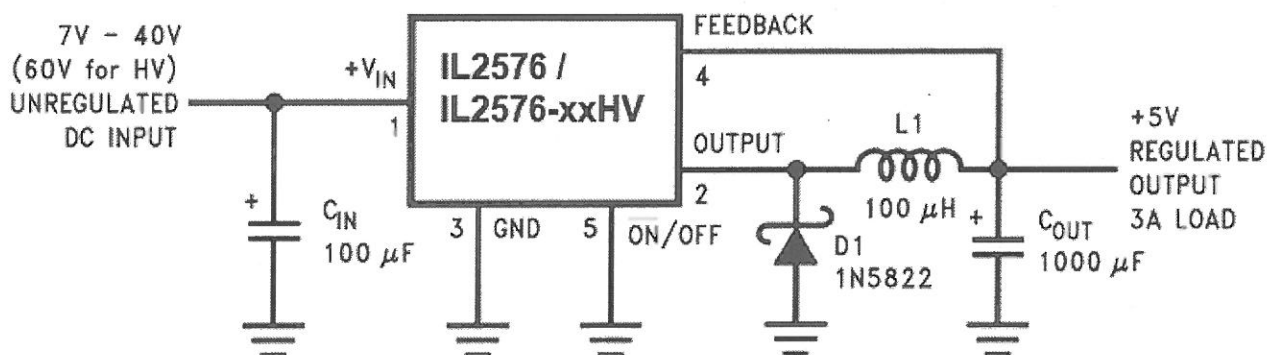 7V – 40V
(60V for HV)
UNREGULATED
DC INPUT
+VIN
1
CIN
100 μF
+
IL2576 /
IL2576-xxHV
FEEDBACK
4
OUTPUT
2
3
GND
5
ON/OFF
L1
100 μH
D1
1N5822
+
COUT
1000 μF
+5V
REGULATED
OUTPUT
3A LOAD